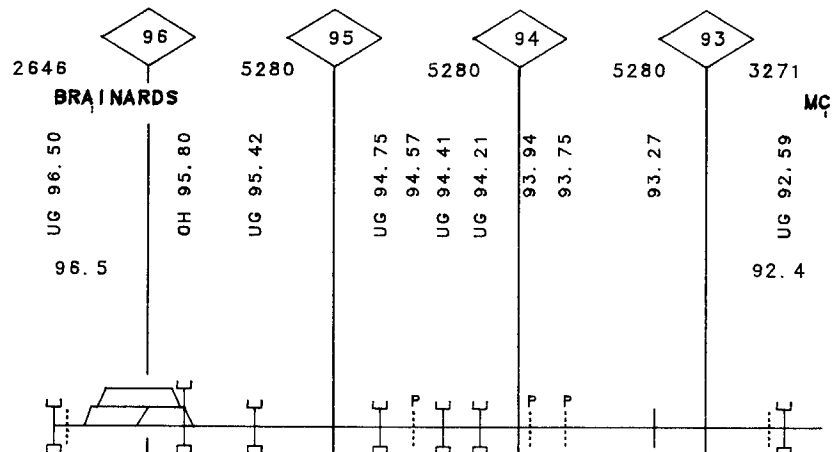 96 95 94 93
2646 5280 5280 5280 3271
BRAINARDS MC
UG 96.50 OH 95.80 UG 95.42 UG 94.75 94.57 UG 94.41 UG 94.21 93.94 93.75 93.27 UG 92.59
96.5 92.4
P P P